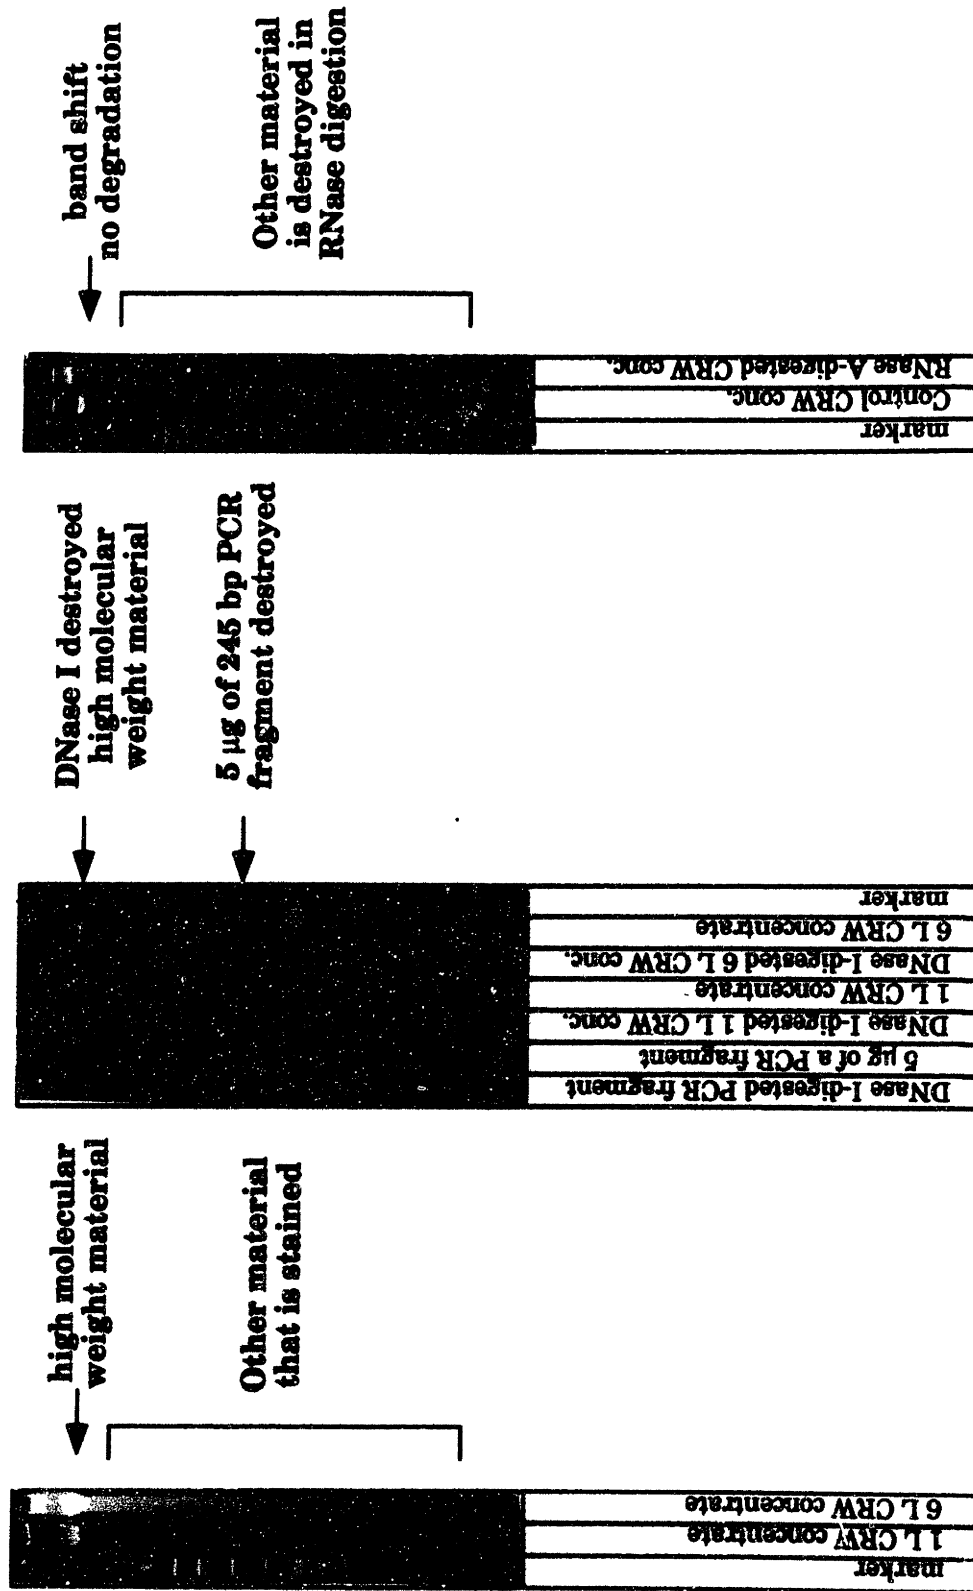 high molecular
weight material
Other material
that is stained
marker
1 L CRW concentrate
6 L CRW concentrate
DNase I destroyed
high molecular
weight material
5 µg of 245 bp PCR
fragment destroyed
DNase I-digested PCR fragment
5 µg of a PCR fragment
DNase I-digested 1 L CRW conc.
1 L CRW concentrate
DNase I-digested 6 L CRW conc.
6 L CRW concentrate
marker
band shift
no degradation
Other material
is destroyed in
RNase digestion
marker
Control CRW conc.
RNase A-digested CRW conc.